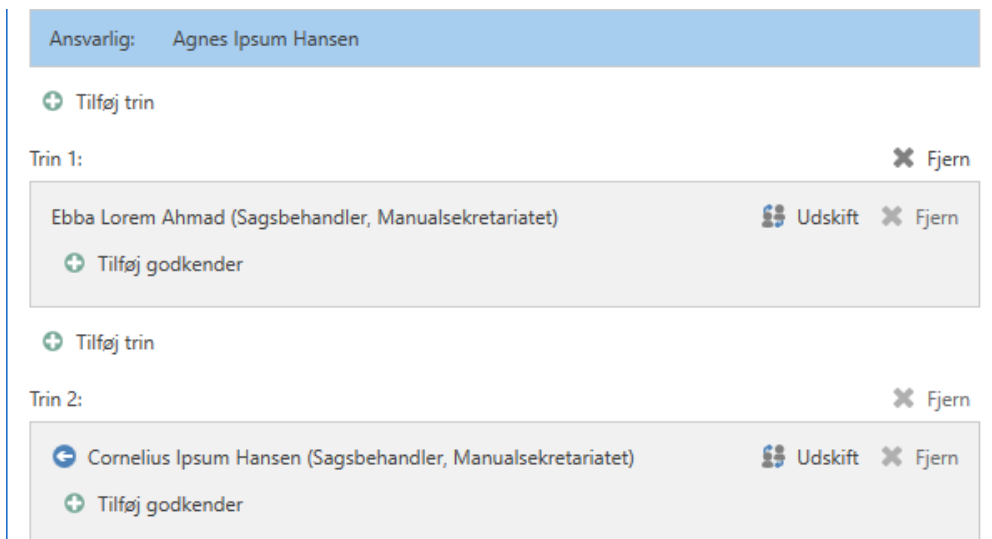 Ansvarlig: Agnes Ipsum Hansen
Tilføj trin
Trin 1: Fjern
Ebba Lorem Ahmad (Sagsbehandler, Manualsekretariatet) Udskift Fjern
Tilføj godkender
Tilføj trin
Trin 2: Fjern
Cornelius Ipsum Hansen (Sagsbehandler, Manualsekretariatet) Udskift Fjern
Tilføj godkender